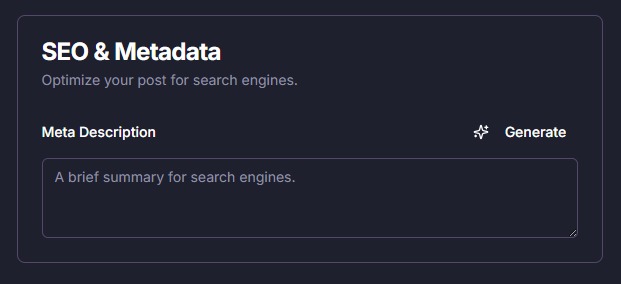 SEO & Metadata
Optimize your post for search engines.
Meta Description
Generate
A brief summary for search engines.